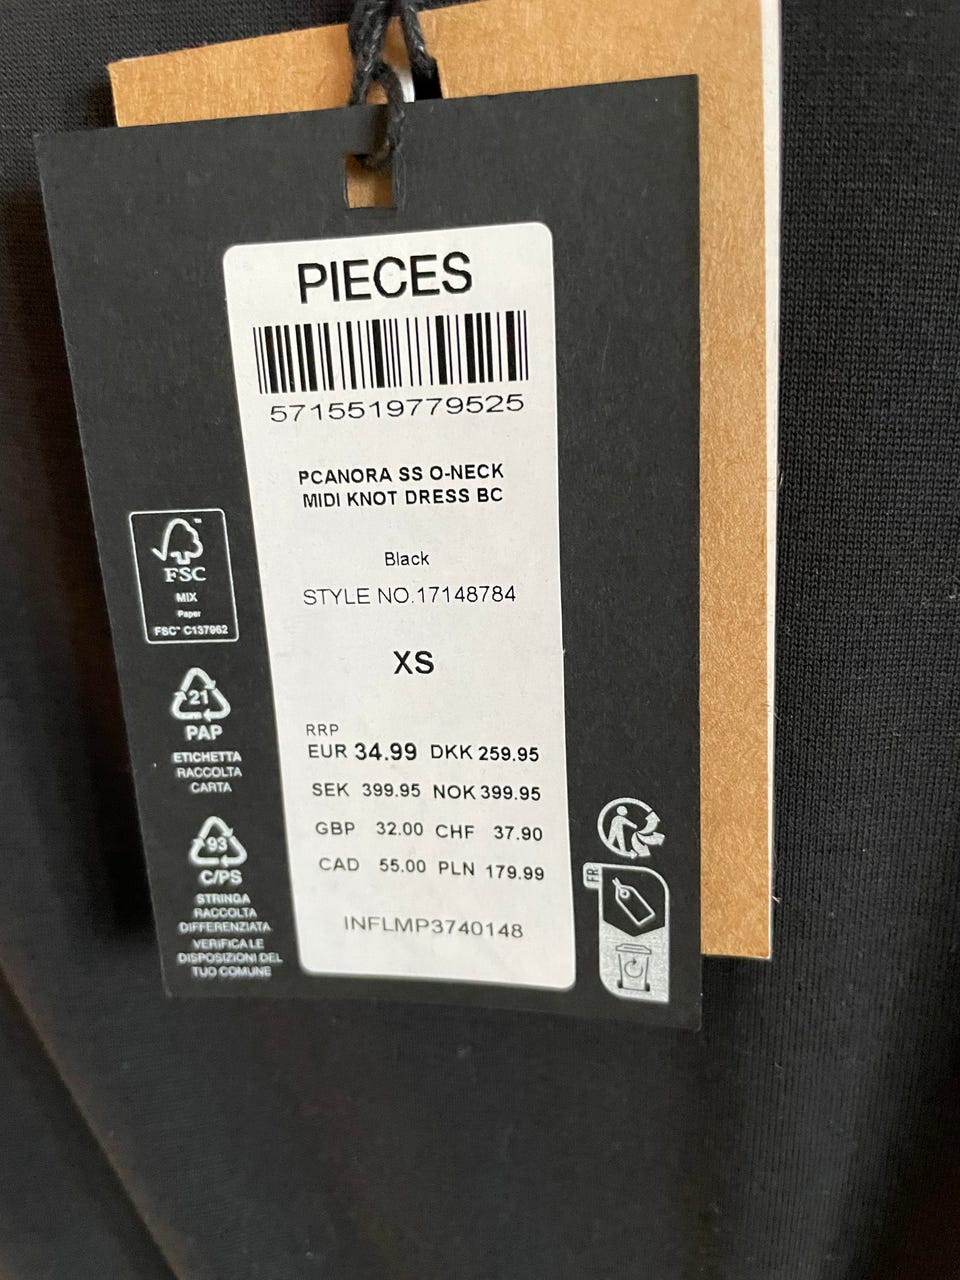 PIECES
5715519779525
PCANORA SS O-NECK
MIDI KNOT DRESS BC
Black
STYLE NO.17148784
XS
RRP
EUR 34.99 DKK 259.95
SEK 399.95 NOK 399.95
GBP 32.00 CHF 37.90
CAD 55.00 PLN 179.99
INFLMP3740148
FSC
MIX
Paper
FSC™ C137962
21
PAP
ETICHETTA
RACCOLTA
CARTA
93
C/PS
STRINGA
RACCOLTA
DIFFERENZIATA
VERIFICA LE
DISPOSIZIONI DEL
TUO COMUNE
FR